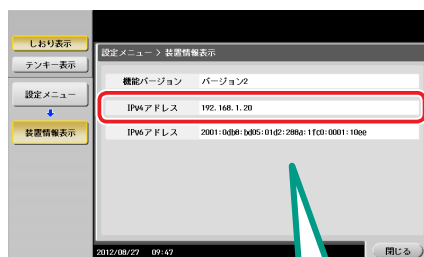 しおり表示
テンキー表示
設定メニュー
装置情報表示
設定メニュー > 装置情報表示
機能バージョン バージョン2
IPv4アドレス 192.168.1.20
IPv6アドレス 2001:0db8:bd05:01d2:288a:1fc0:0001:10ee
2012/08/27 09:47
閉じる